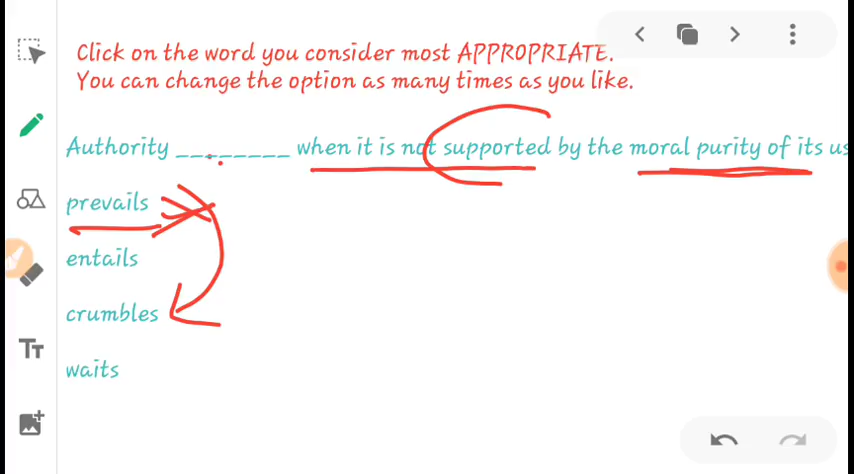 Click on the word you consider most APPROPRIATE.
You can change the option as many times as you like.
Authority ________ when it is not supported by the moral purity of its us
prevails
entails
crumbles
waits
TT